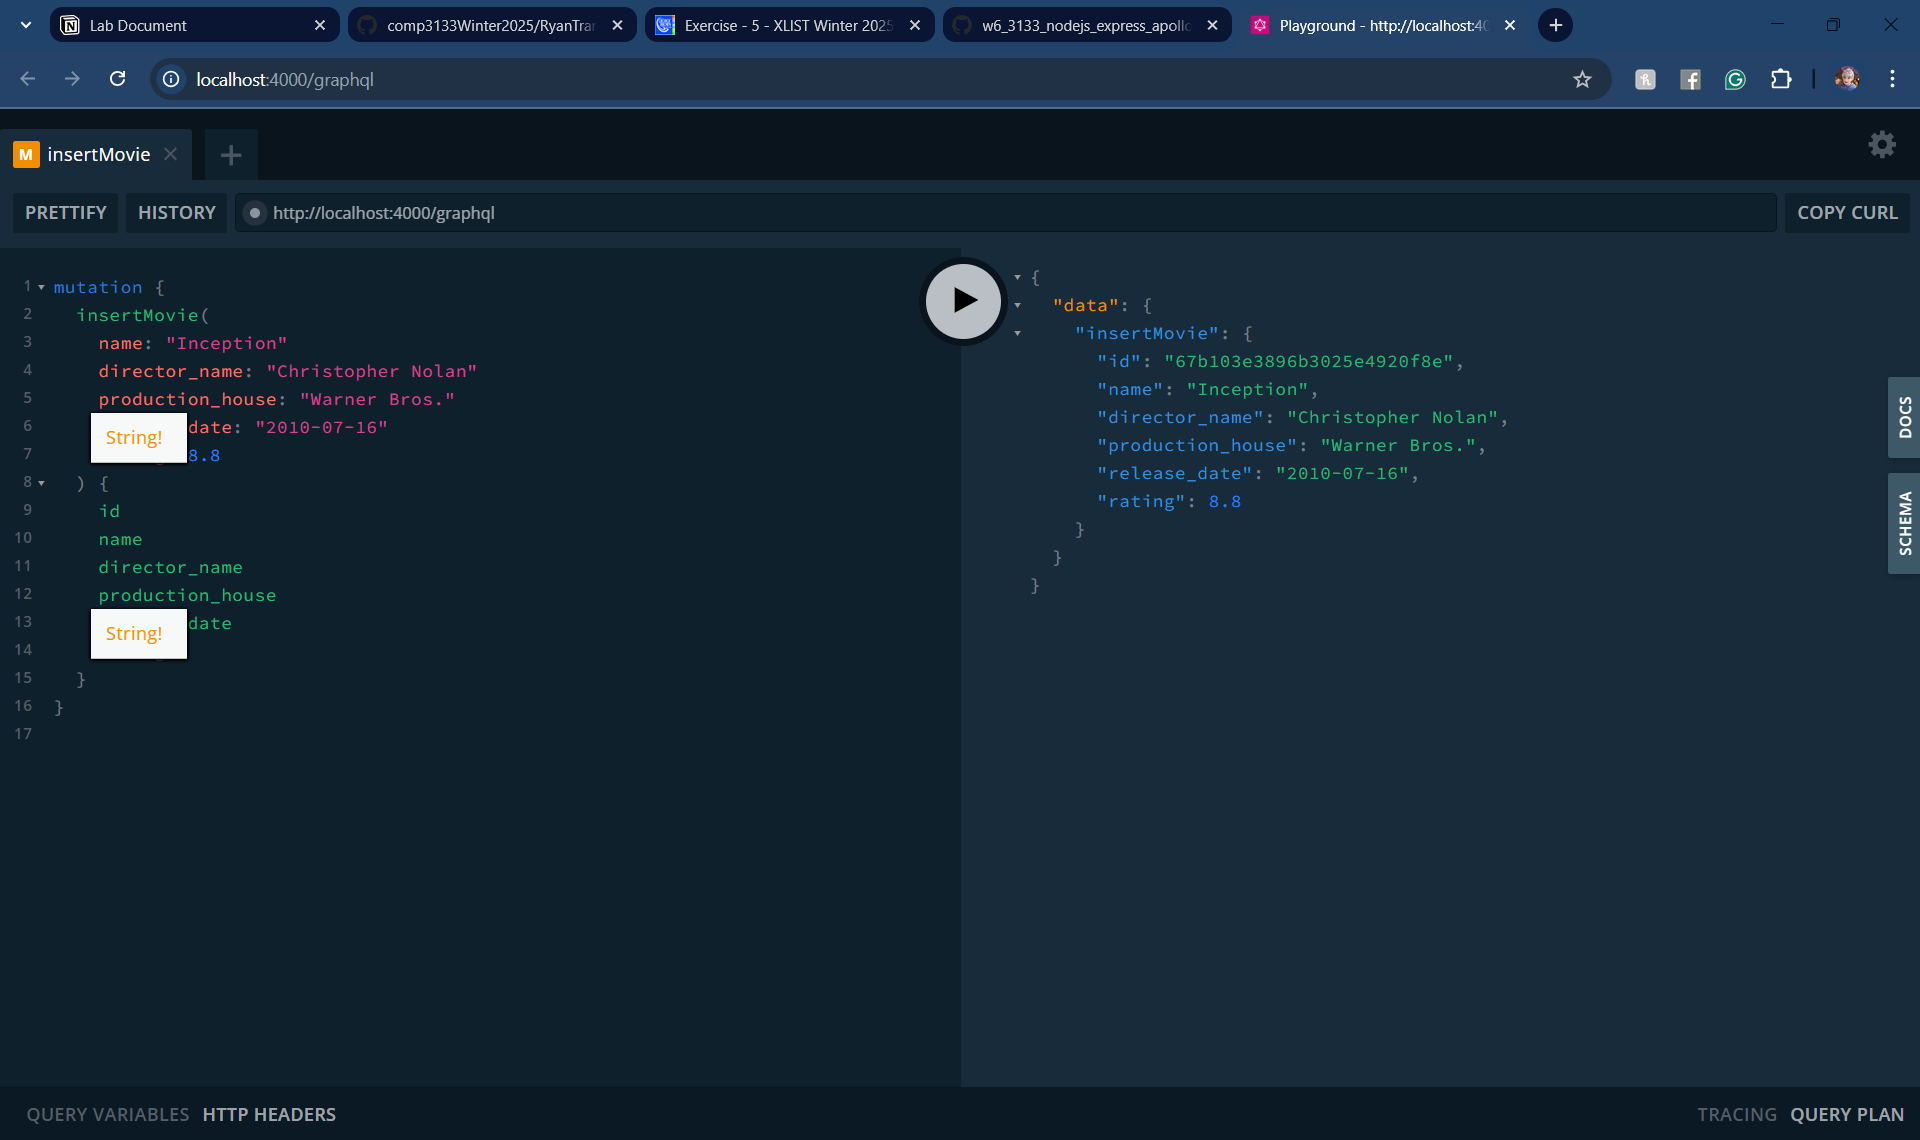 Lab Document
comp3133Winter2025/RyanTra
Exercise - 5 - XLIST Winter 2025
w6_3133_nodejs_express_apollo
Playground - http://localhost:40
localhost:4000/graphql
M insertMovie
PRETTIFY HISTORY http://localhost:4000/graphql COPY CURL
1 mutation {
2 insertMovie(
3 name: "Inception"
4 director_name: "Christopher Nolan"
5 production_house: "Warner Bros."
6 date: "2010-07-16"
String!
7 8.8
8 ) {
9 id
10 name
11 director_name
12 production_house
13 date
String!
14
15 }
16 }
17
{
"data": {
"insertMovie": {
"id": "67b103e3896b3025e4920f8e",
"name": "Inception",
"director_name": "Christopher Nolan",
"production_house": "Warner Bros.",
"release_date": "2010-07-16",
"rating": 8.8
}
}
}
DOCS
SCHEMA
QUERY VARIABLES HTTP HEADERS
TRACING QUERY PLAN